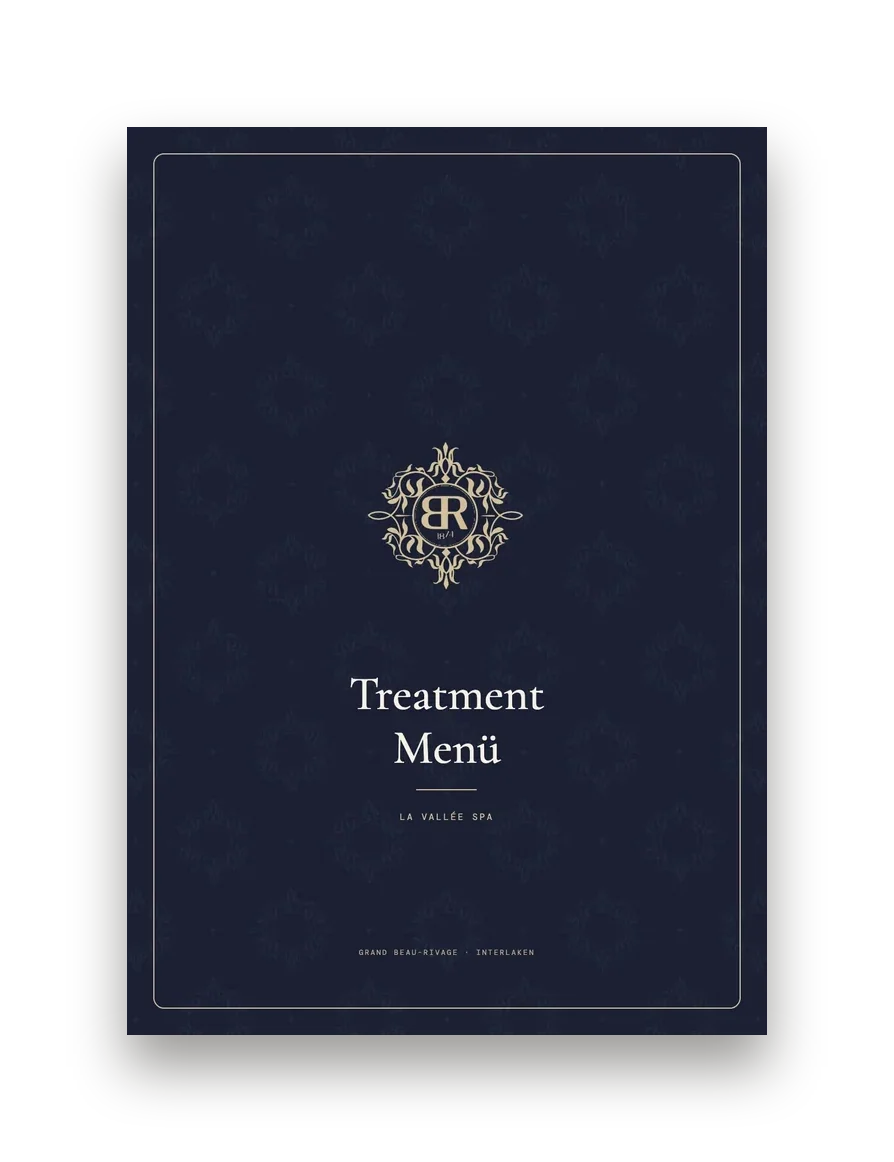 BR
Treatment
Menü
LA VALLÉE SPA
GRAND BEAU-RIVAGE · INTERLAKEN